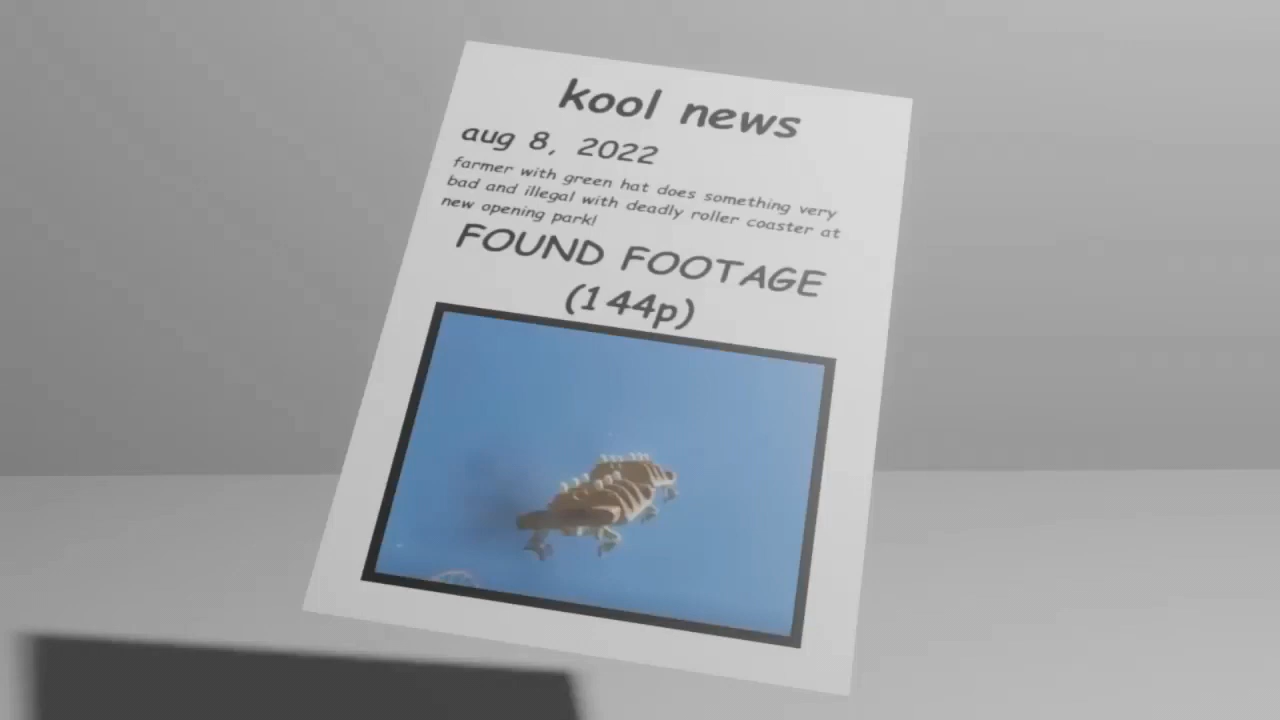 kool news
aug 8, 2022
farmer with green hat does something very
bad and illegal with deadly roller coaster at
new opening park!
FOUND FOOTAGE
(144p)